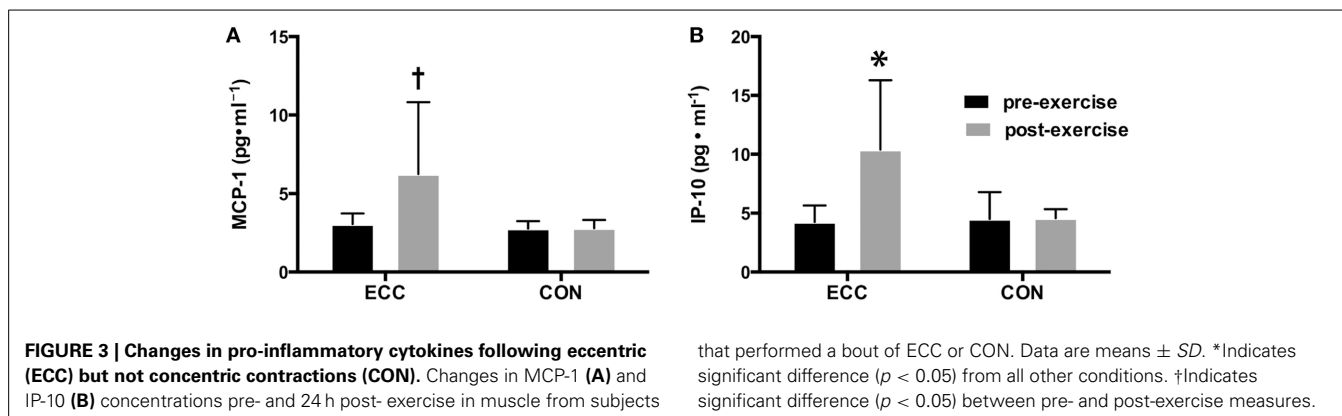 A
15
10
5
0
MCP-1 (pg•ml⁻¹)
†
ECC
CON
B
20
15
10
5
0
IP-10 (pg • ml⁻¹)
*
pre-exercise
post-exercise
ECC
CON
FIGURE 3 | Changes in pro-inflammatory cytokines following eccentric
(ECC) but not concentric contractions (CON). Changes in MCP-1 (A) and
IP-10 (B) concentrations pre- and 24 h post- exercise in muscle from subjects
that performed a bout of ECC or CON. Data are means ± SD. *Indicates
significant difference (p < 0.05) from all other conditions. †Indicates
significant difference (p < 0.05) between pre- and post-exercise measures.